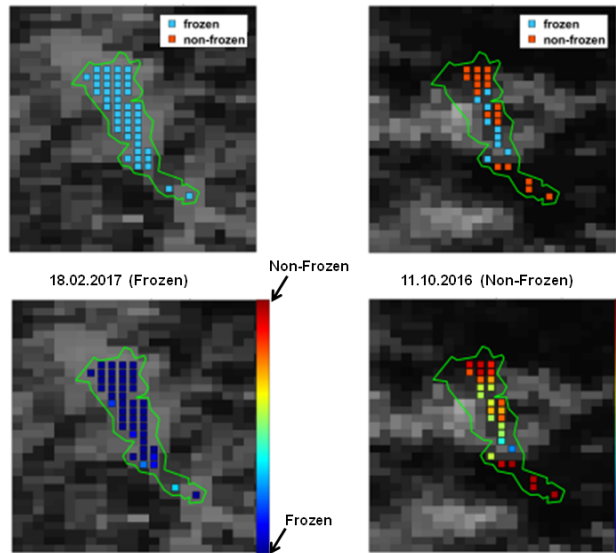 frozen
non-frozen
frozen
non-frozen
18.02.2017 (Frozen)
Non-Frozen
11.10.2016 (Non-Frozen)
Frozen